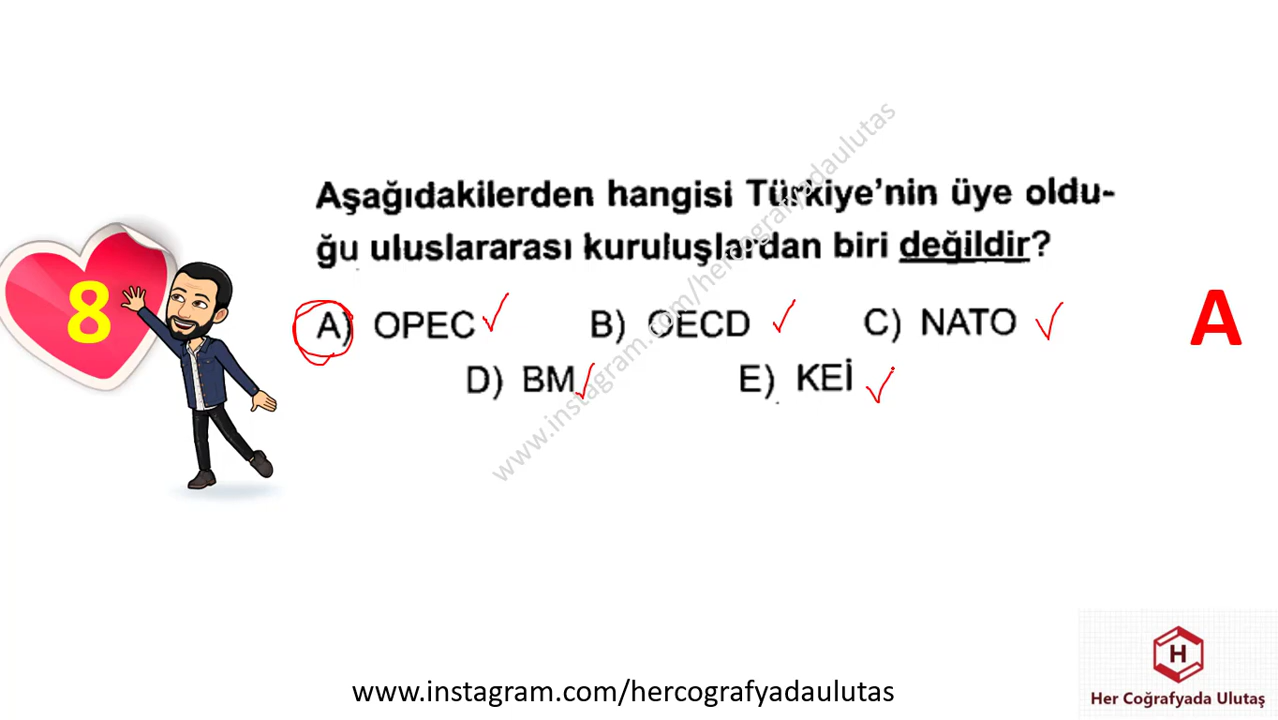 Aşağıdakilerden hangisi Türkiye'nin üye oldu-
ğu uluslararası kuruluşlardan biri değildir?
8
A) OPEC B) OECD C) NATO
A
D) BM E) KEİ
www.instagram.com/hercografyadaulutas
H
Her Coğrafyada Ulutaş
www.instagram.com/hercografyadaulutas